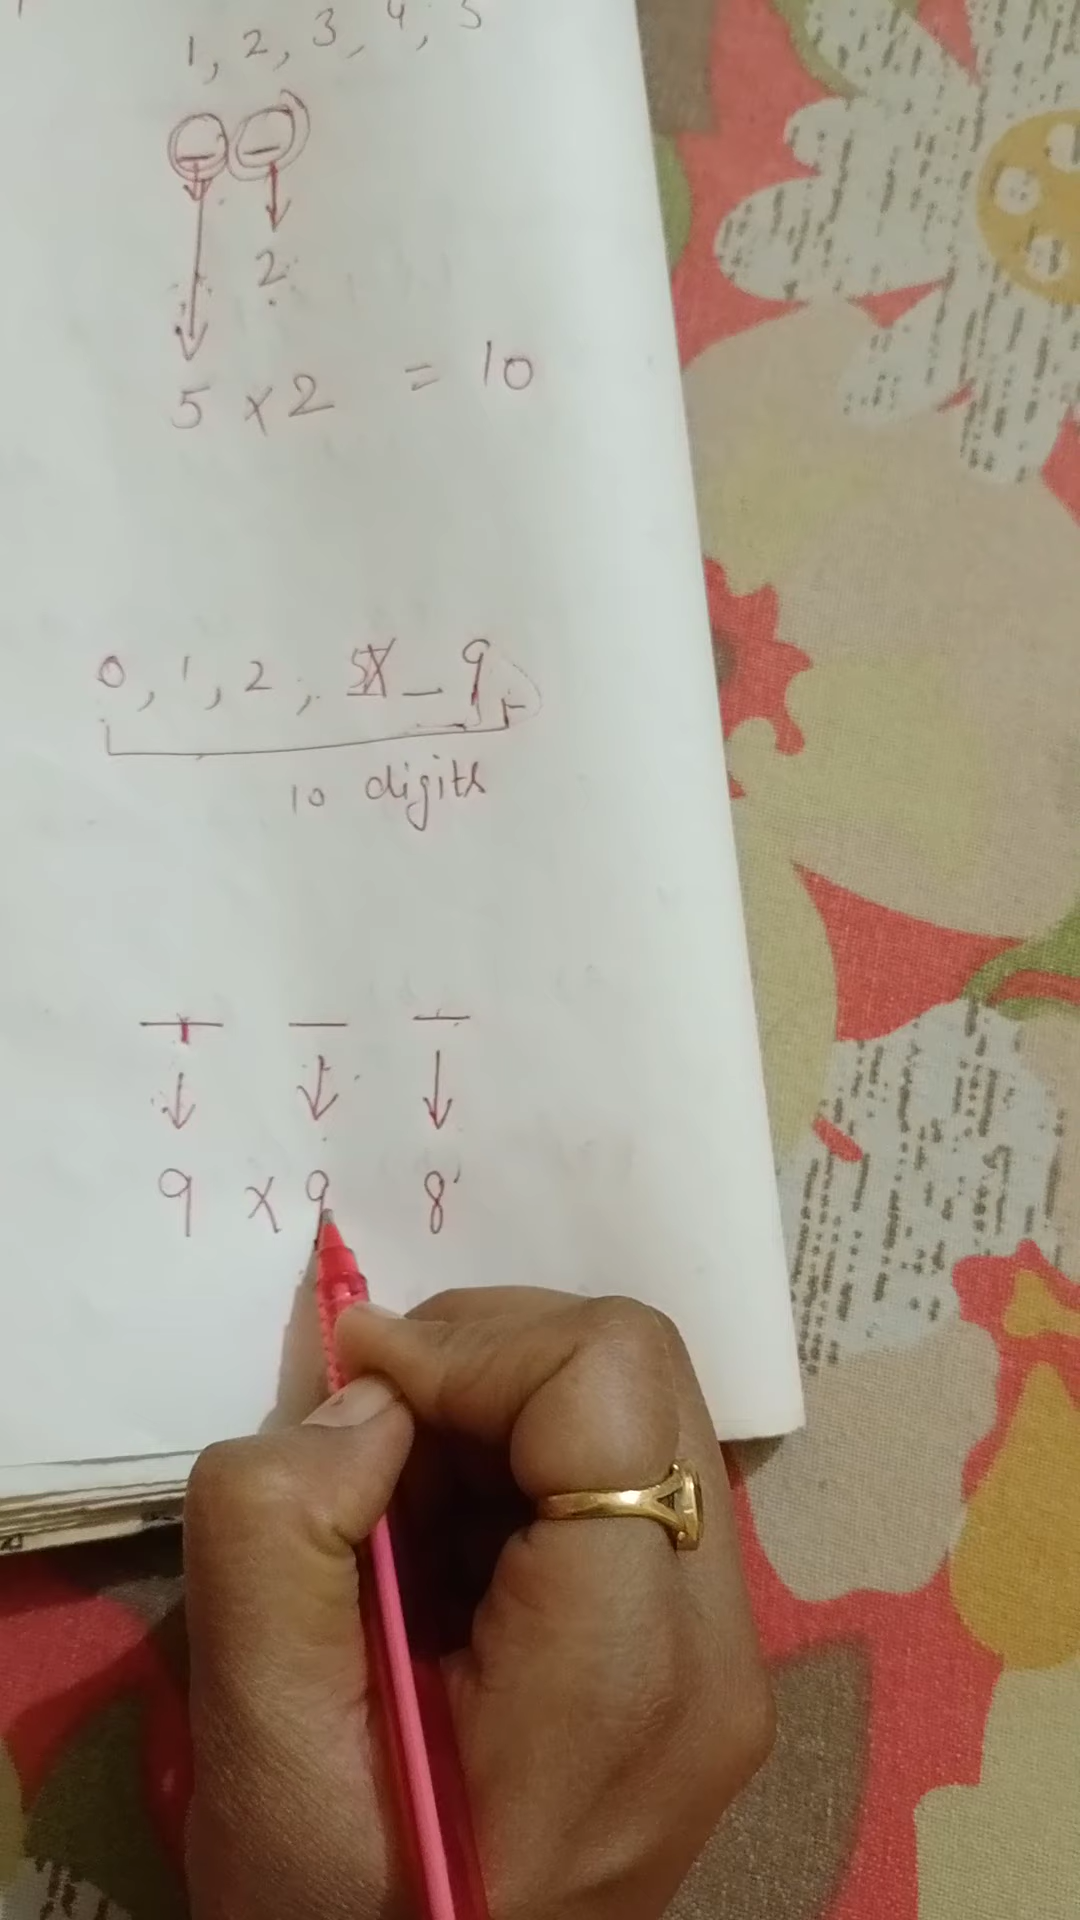 1, 2, 3, 4, 5
2
5 x 2 = 10
0, 1, 2, _ 9
10 digits
9 x 9 8